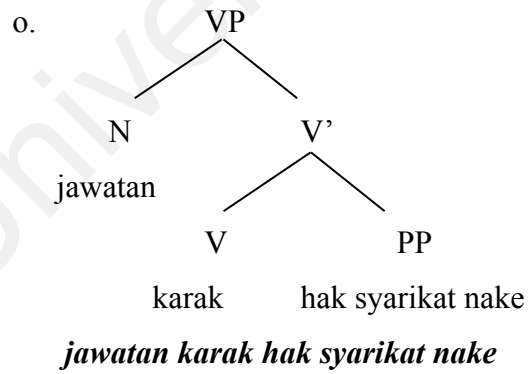 o.
VP
N V’
jawatan
V PP
karak hak syarikat nake
jawatan karak hak syarikat nake